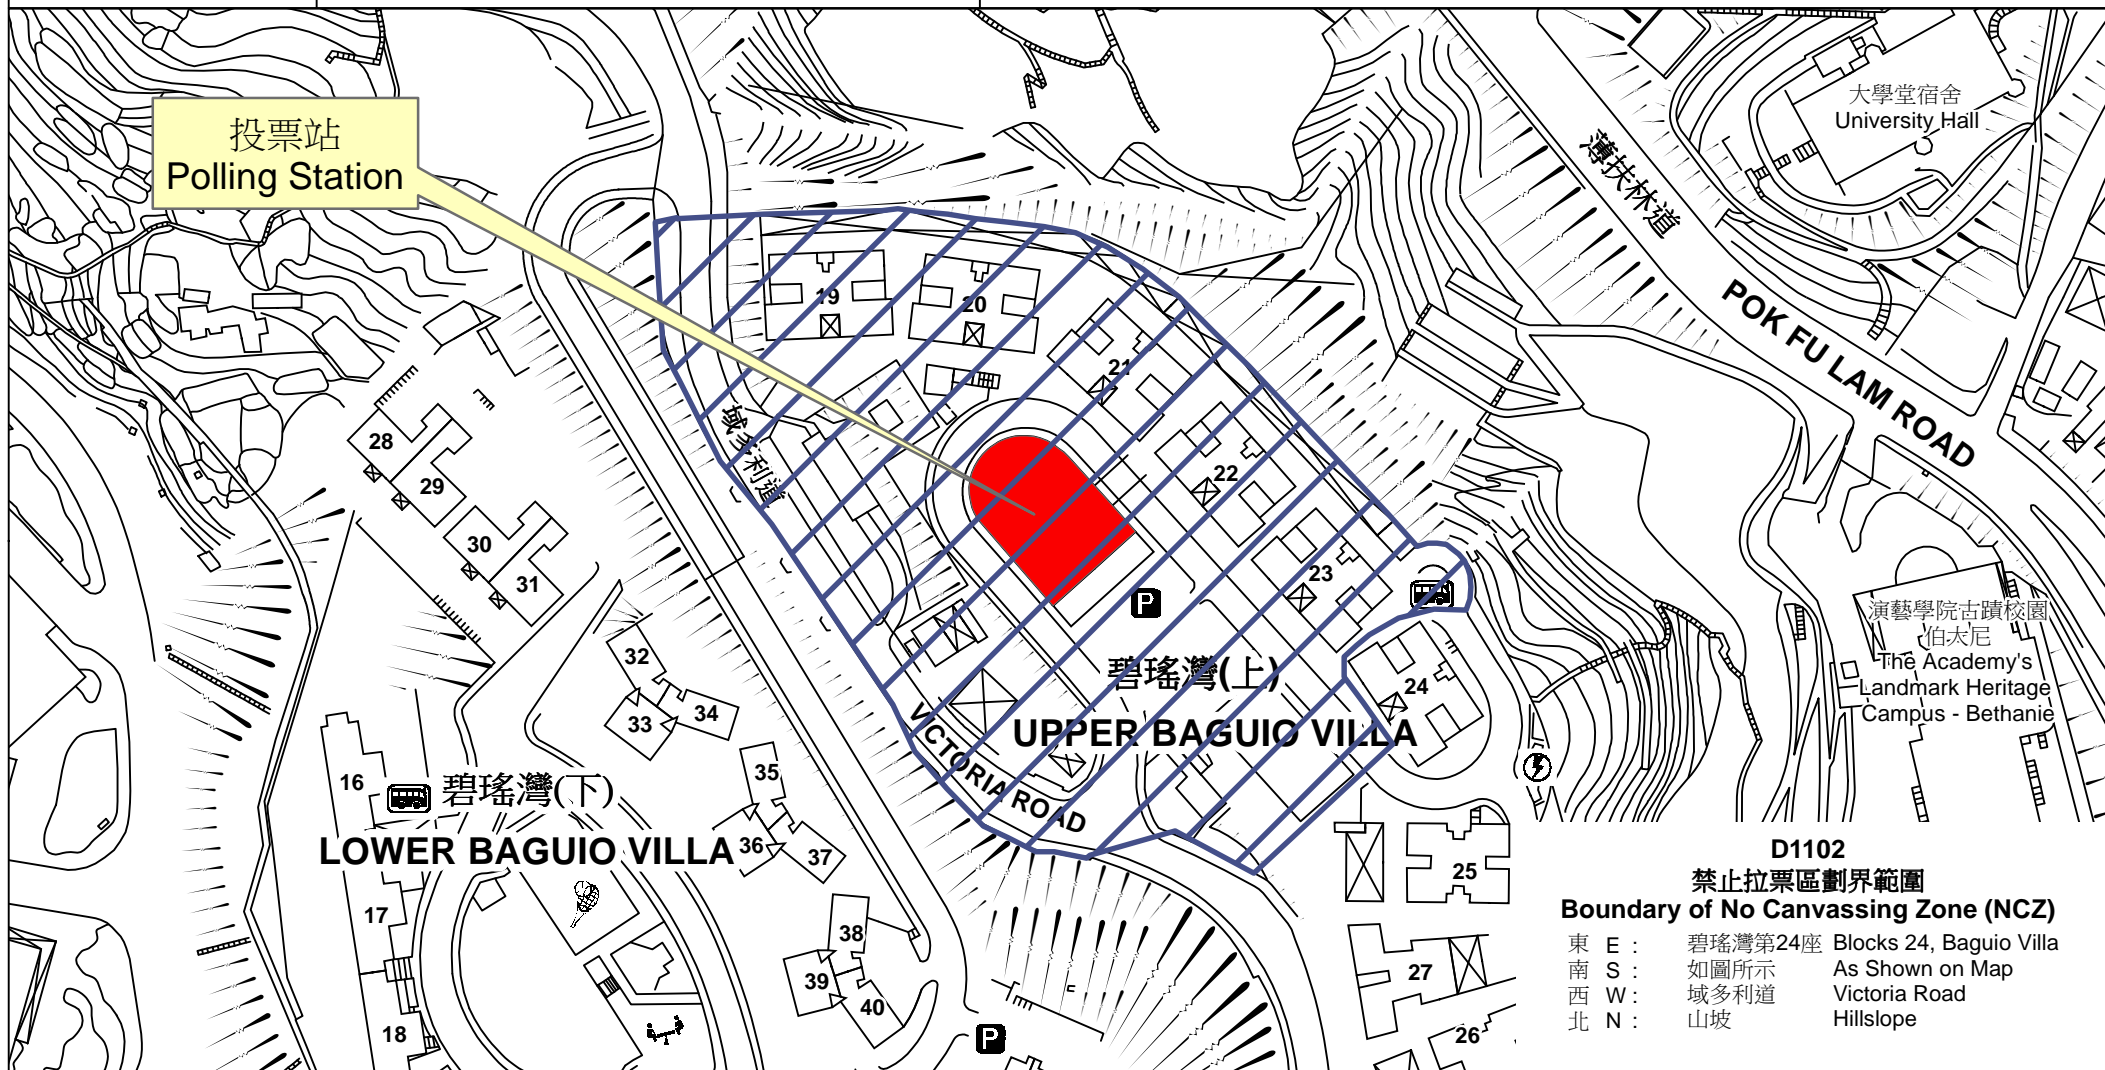 投票站
Polling Station
大學堂宿舍
University Hall
薄扶林道
POK FU LAM ROAD
19
20
21
22
23
24
域多利道
VICTORIA ROAD
P
碧瑤灣(上)
UPPER BAGUIO VILLA
28
29
30
31
32
33
34
35
36
37
38
39
40
16
17
18
碧瑤灣(下)
LOWER BAGUIO VILLA
P
25
27
26
演藝學院古蹟校園
伯大尼
The Academy's
Landmark Heritage
Campus - Bethanie
D1102
禁止拉票區劃界範圍
Boundary of No Canvassing Zone (NCZ)
東 E : 碧瑤灣第24座 Blocks 24, Baguio Villa
南 S : 如圖所示 As Shown on Map
西 W : 域多利道 Victoria Road
北 N : 山坡 Hillslope